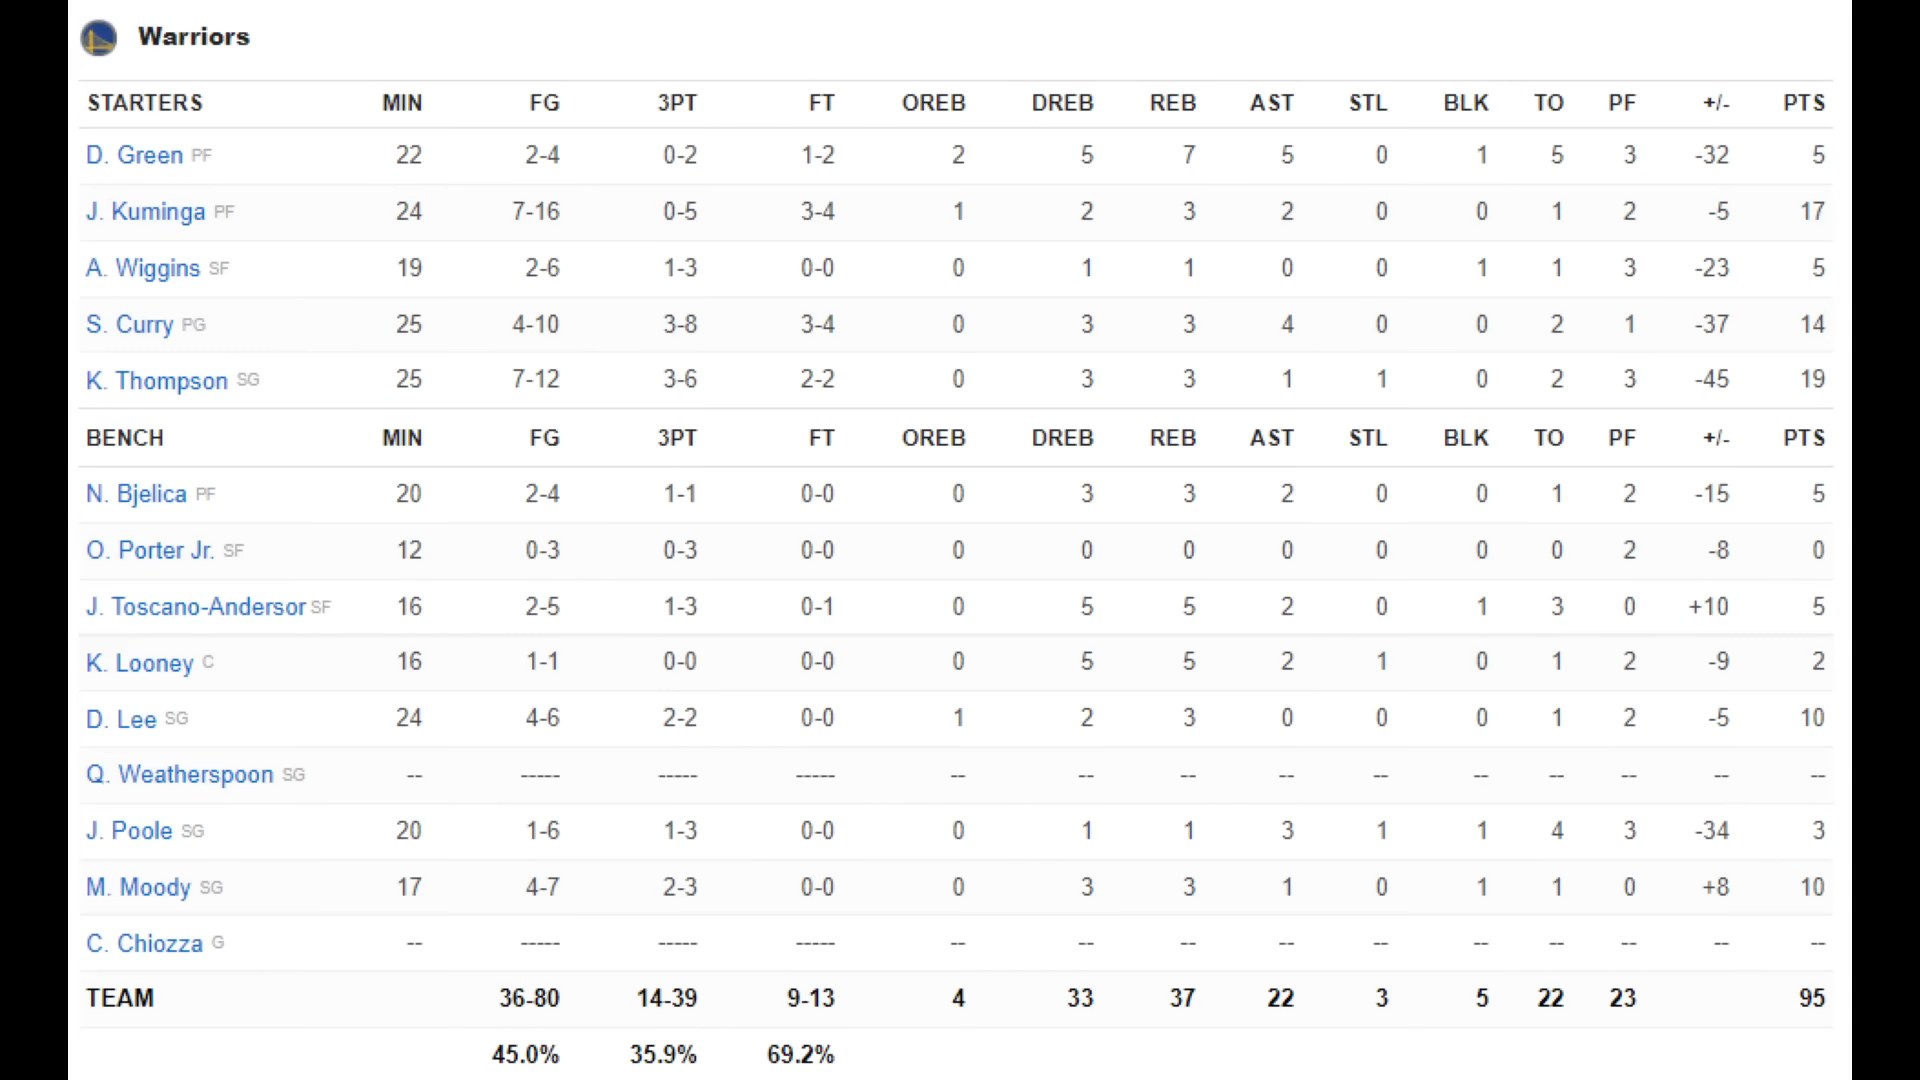 Warriors
STARTERS MIN FG 3PT FT OREB DREB REB AST STL BLK TO PF +/- PTS
D. Green PF 22 2-4 0-2 1-2 2 5 7 5 0 1 5 3 -32 5
J. Kuminga PF 24 7-16 0-5 3-4 1 2 3 2 0 0 1 2 -5 17
A. Wiggins SF 19 2-6 1-3 0-0 0 1 1 0 0 1 1 3 -23 5
S. Curry PG 25 4-10 3-8 3-4 0 3 3 4 0 0 2 1 -37 14
K. Thompson SG 25 7-12 3-6 2-2 0 3 3 1 1 0 2 3 -45 19
BENCH MIN FG 3PT FT OREB DREB REB AST STL BLK TO PF +/- PTS
N. Bjelica PF 20 2-4 1-1 0-0 0 3 3 2 0 0 1 2 -15 5
O. Porter Jr. SF 12 0-3 0-3 0-0 0 0 0 0 0 0 0 2 -8 0
J. Toscano-Andersor SF 16 2-5 1-3 0-1 0 5 5 2 0 1 3 0 +10 5
K. Looney C 16 1-1 0-0 0-0 0 5 5 2 1 0 1 2 -9 2
D. Lee SG 24 4-6 2-2 0-0 1 2 3 0 0 0 1 2 -5 10
Q. Weatherspoon SG -- ----- ----- ----- -- -- -- -- -- -- -- -- -- --
J. Poole SG 20 1-6 1-3 0-0 0 1 1 3 1 1 4 3 -34 3
M. Moody SG 17 4-7 2-3 0-0 0 3 3 1 0 1 1 0 +8 10
C. Chiozza G -- ----- ----- ----- -- -- -- -- -- -- -- -- -- --
TEAM 36-80 14-39 9-13 4 33 37 22 3 5 22 23 95
45.0% 35.9% 69.2%